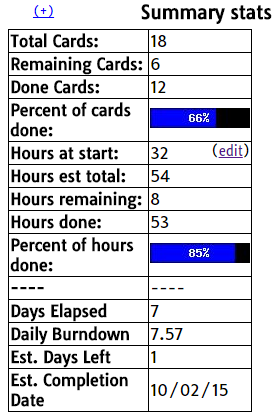 (+) Summary stats
Total Cards: 18
Remaining Cards: 6
Done Cards: 12
Percent of cards
done: 66%
Hours at start: 32 (edit)
Hours est total: 54
Hours remaining: 8
Hours done: 53
Percent of hours
done: 85%
---- ----
Days Elapsed 7
Daily Burndown 7.57
Est. Days Left 1
Est. Completion
Date 10/02/15